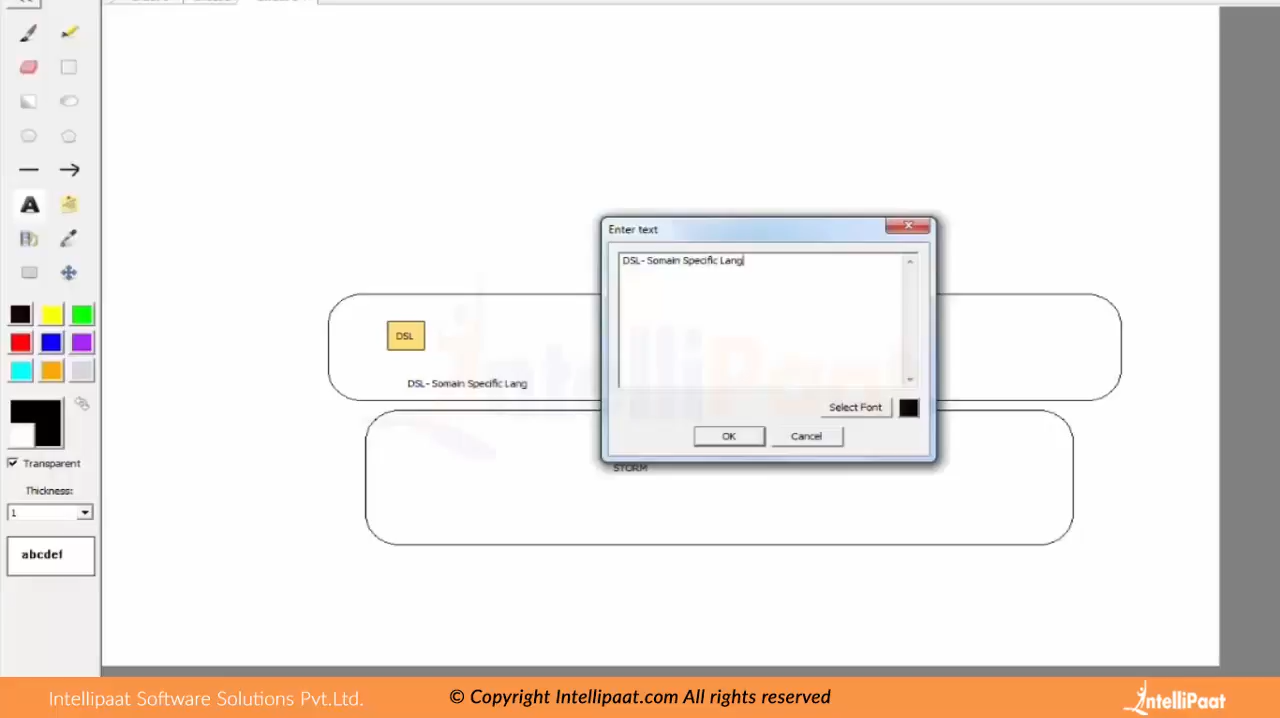 Enter text
DSL- Somain Specific Lang
DSL
DSL- Somain Specific Lang
Select Font
OK
Cancel
STORM
Transparent
Thickness:
1
abcdef
Intellipaat Software Solutions Pvt.Ltd.
© Copyright Intellipaat.com All rights reserved
IntelliPaat
IntelliPaat